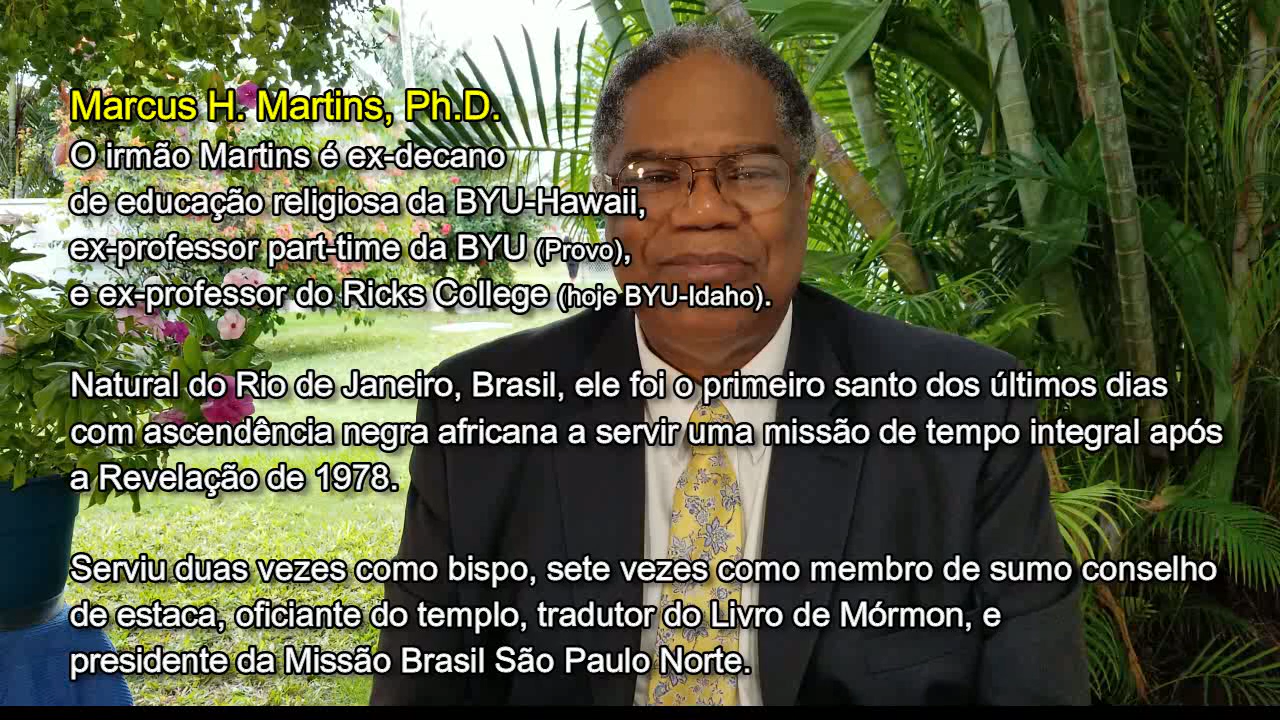 Marcus H. Martins, Ph.D.
O irmão Martins é ex-decano
de educação religiosa da BYU-Hawaii,
ex-professor part-time da BYU (Provo),
e ex-professor do Ricks College (hoje BYU-Idaho).
Natural do Rio de Janeiro, Brasil, ele foi o primeiro santo dos últimos dias
com ascendência negra africana a servir uma missão de tempo integral após
a Revelação de 1978.
Serviu duas vezes como bispo, sete vezes como membro de sumo conselho
de estaca, oficiante do templo, tradutor do Livro de Mórmon, e
presidente da Missão Brasil São Paulo Norte.